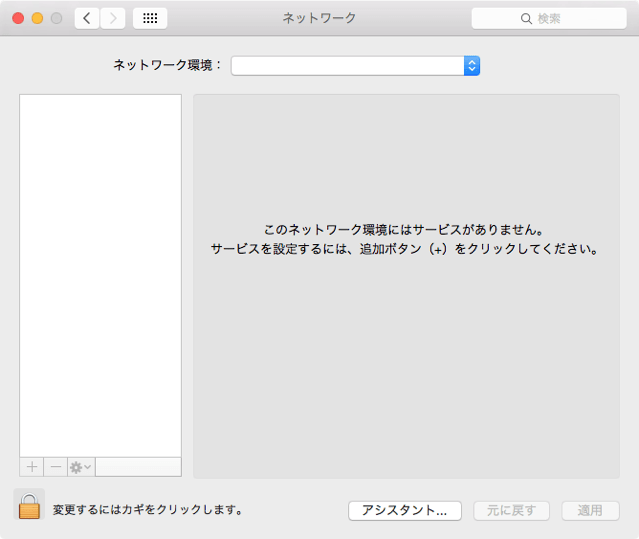 ネットワーク
検索
ネットワーク環境：
このネットワーク環境にはサービスがありません。
サービスを設定するには、追加ボタン（+）をクリックしてください。
変更するにはカギをクリックします。
アシスタント...
元に戻す
適用